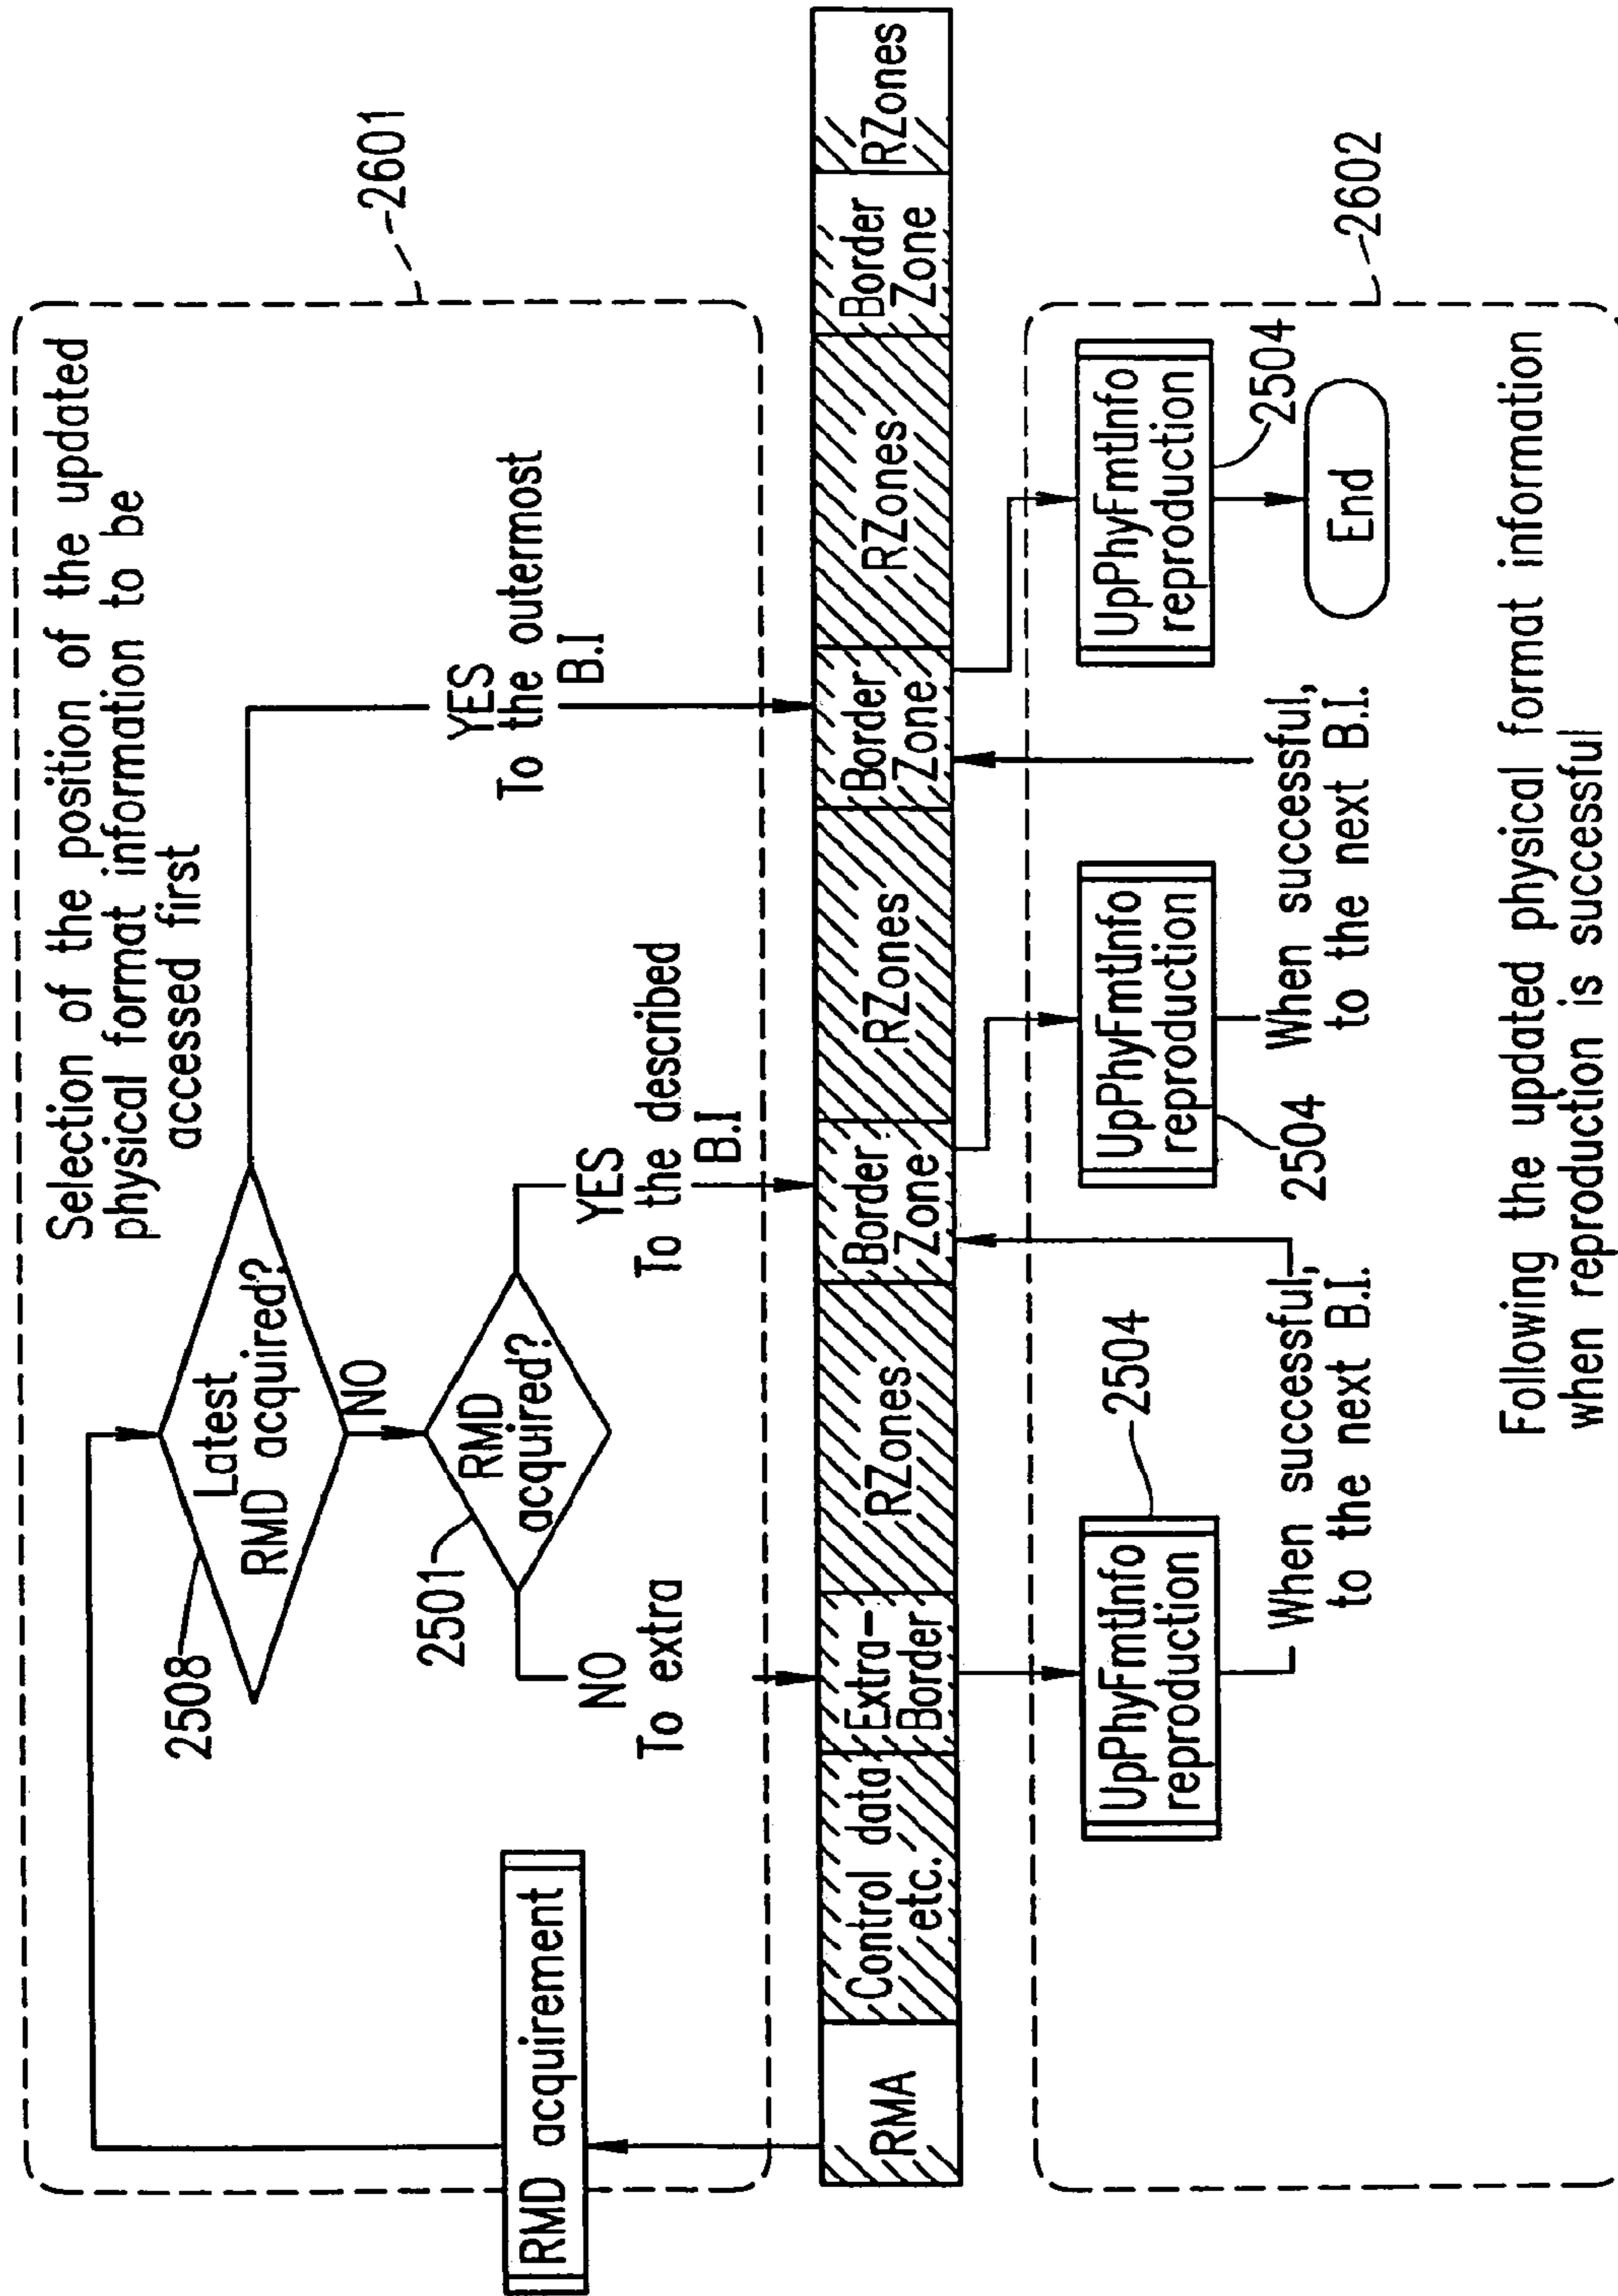 Selection of the position of the updated
physical format information to be
accessed first
2601
2508
Latest
RMD acquired?
NO
YES
To the outermost
B.I
2501
RMD
acquired?
YES
To the described
B.I
NO
To extra
RMD acquirement
RMA
Control data
etc.
Extra-
Border
RZones
Border
Zone
RZones
Border
Zone
RZones
Border
Zone
RZones
2602
UpPhyFmtInfo
reproduction
2504
When successful,
to the next B.I.
UpPhyFmtInfo
reproduction
2504
When successful,
to the next B.I.
UpPhyFmtInfo
reproduction
2504
End
Following the updated physical format information
when reproduction is successful